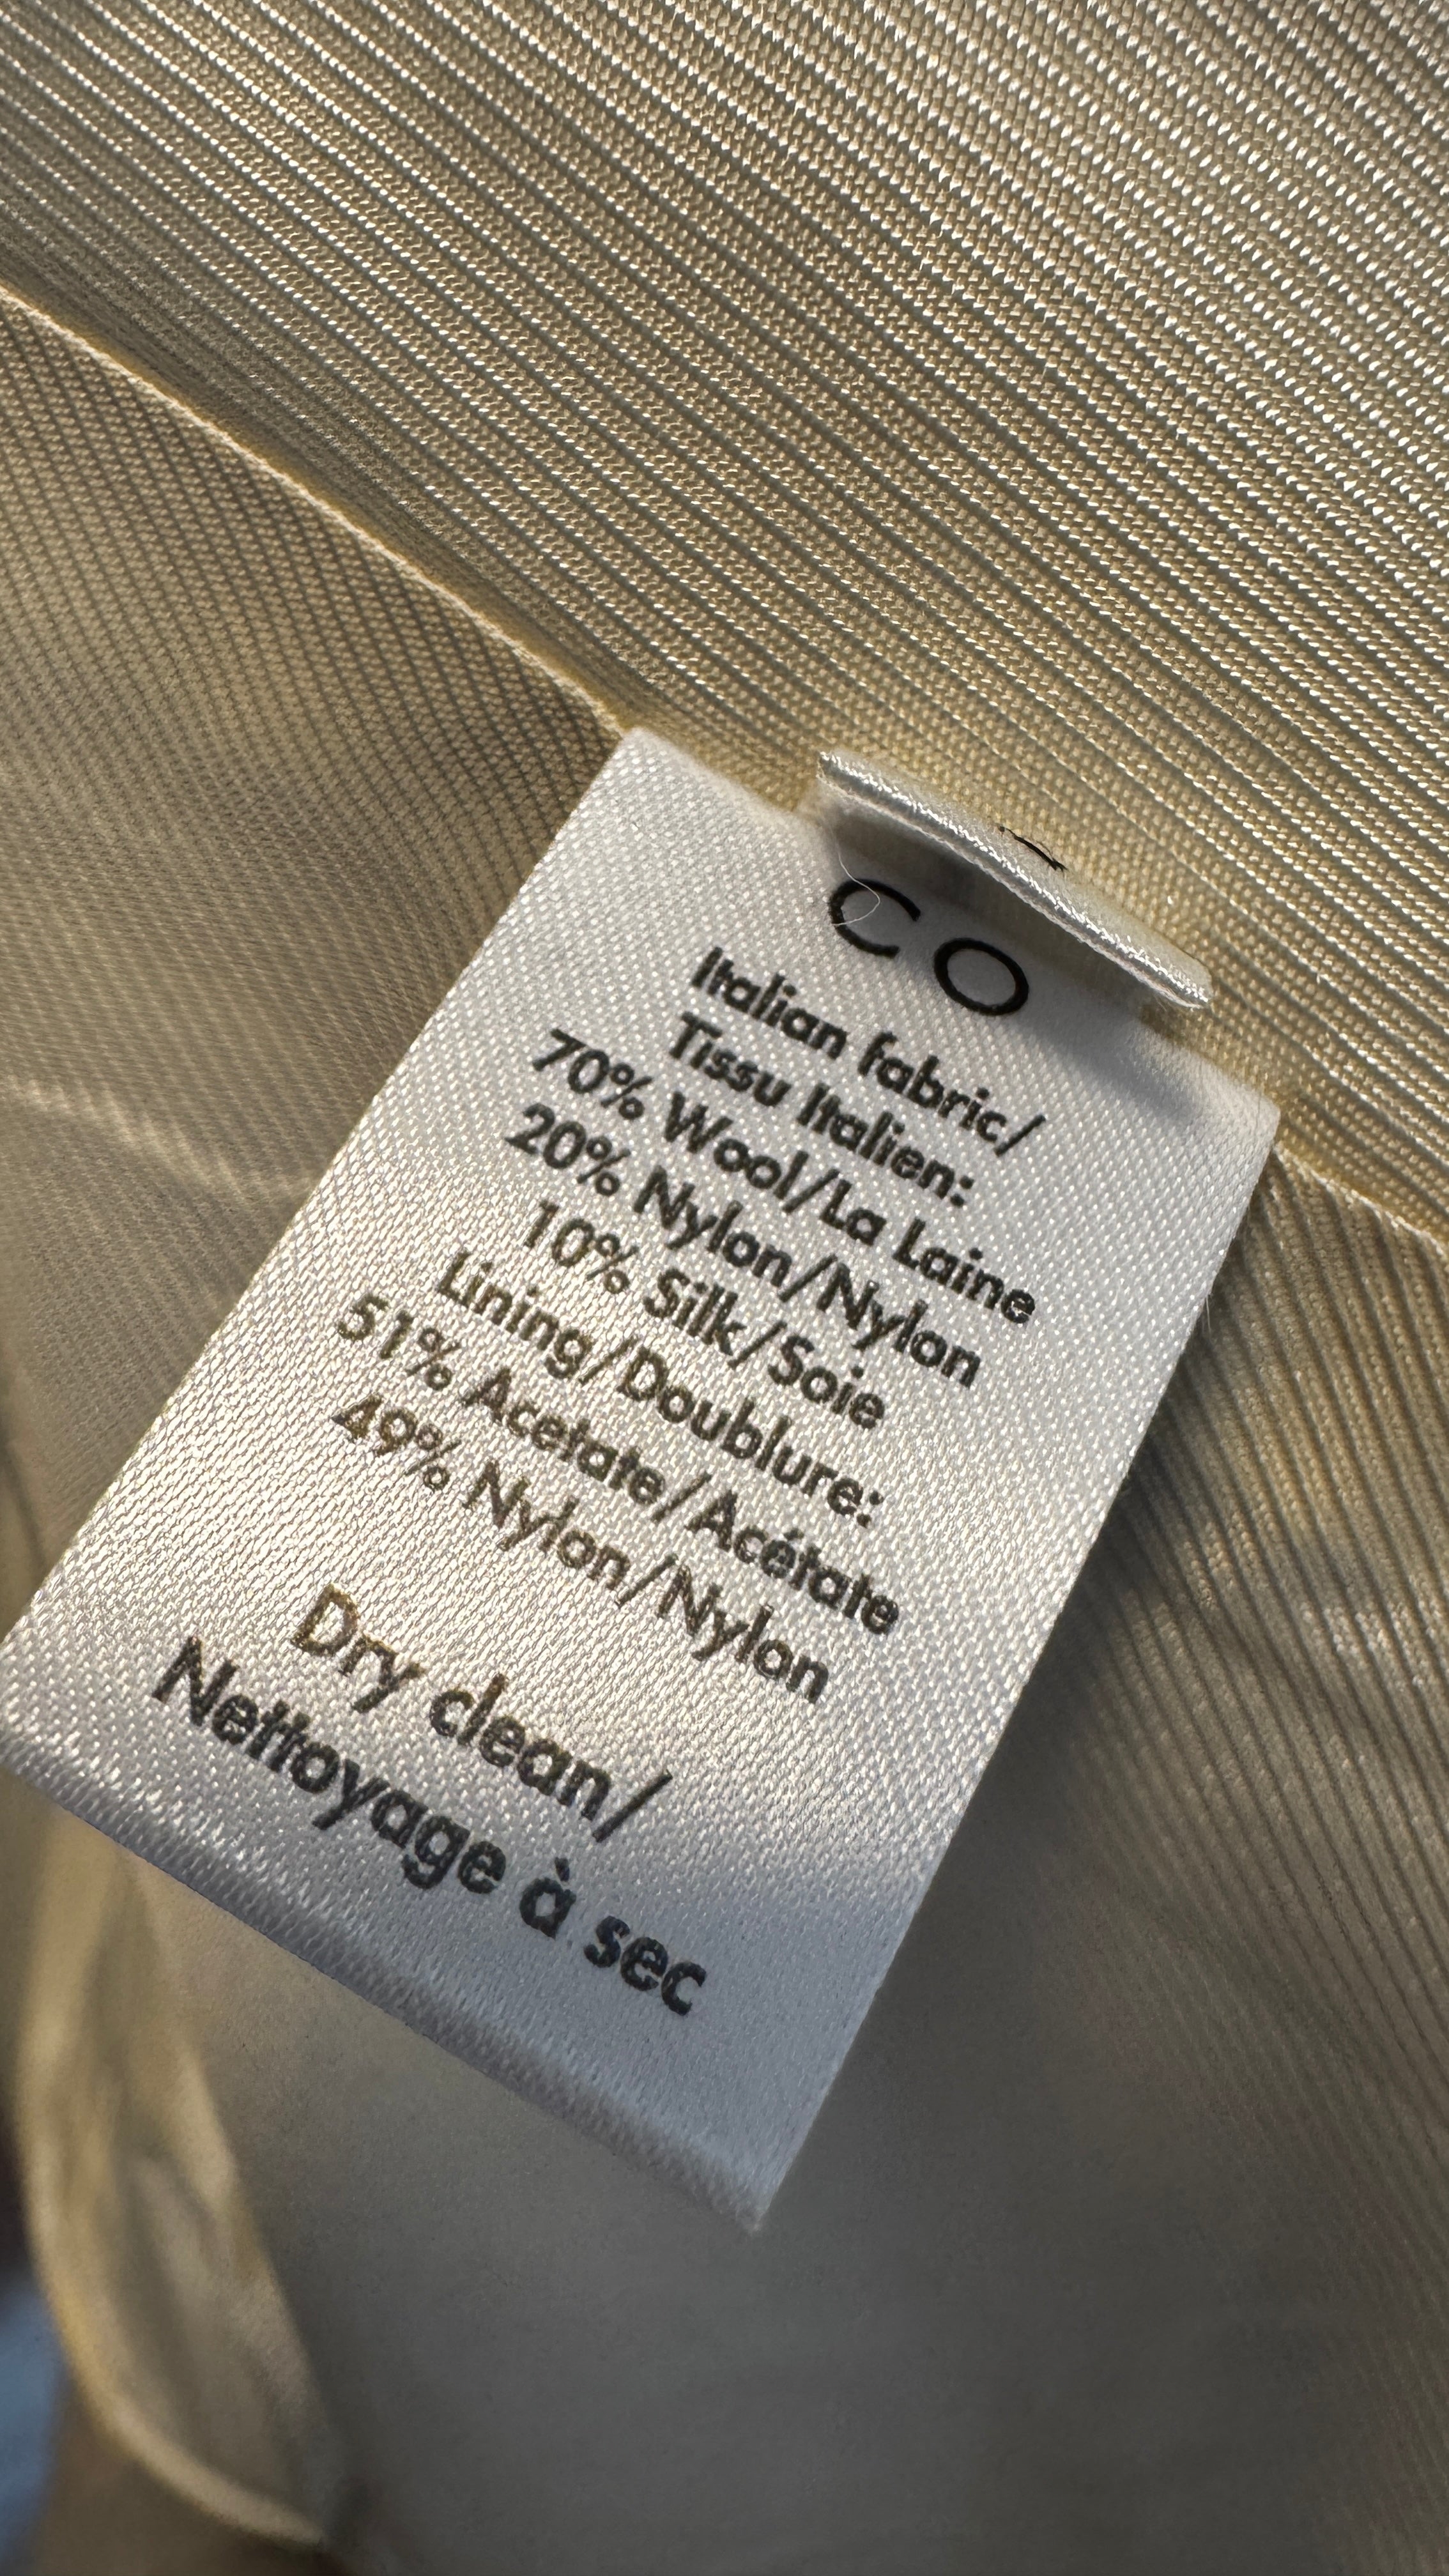 CO
Italian fabric/
Tissu Italien:
70% Wool/La Laine
20% Nylon/Nylon
10% Silk/Soie
Lining/Doublure:
51% Acetate/Acétate
49% Nylon/Nylon
Dry clean/
Nettoyage à sec